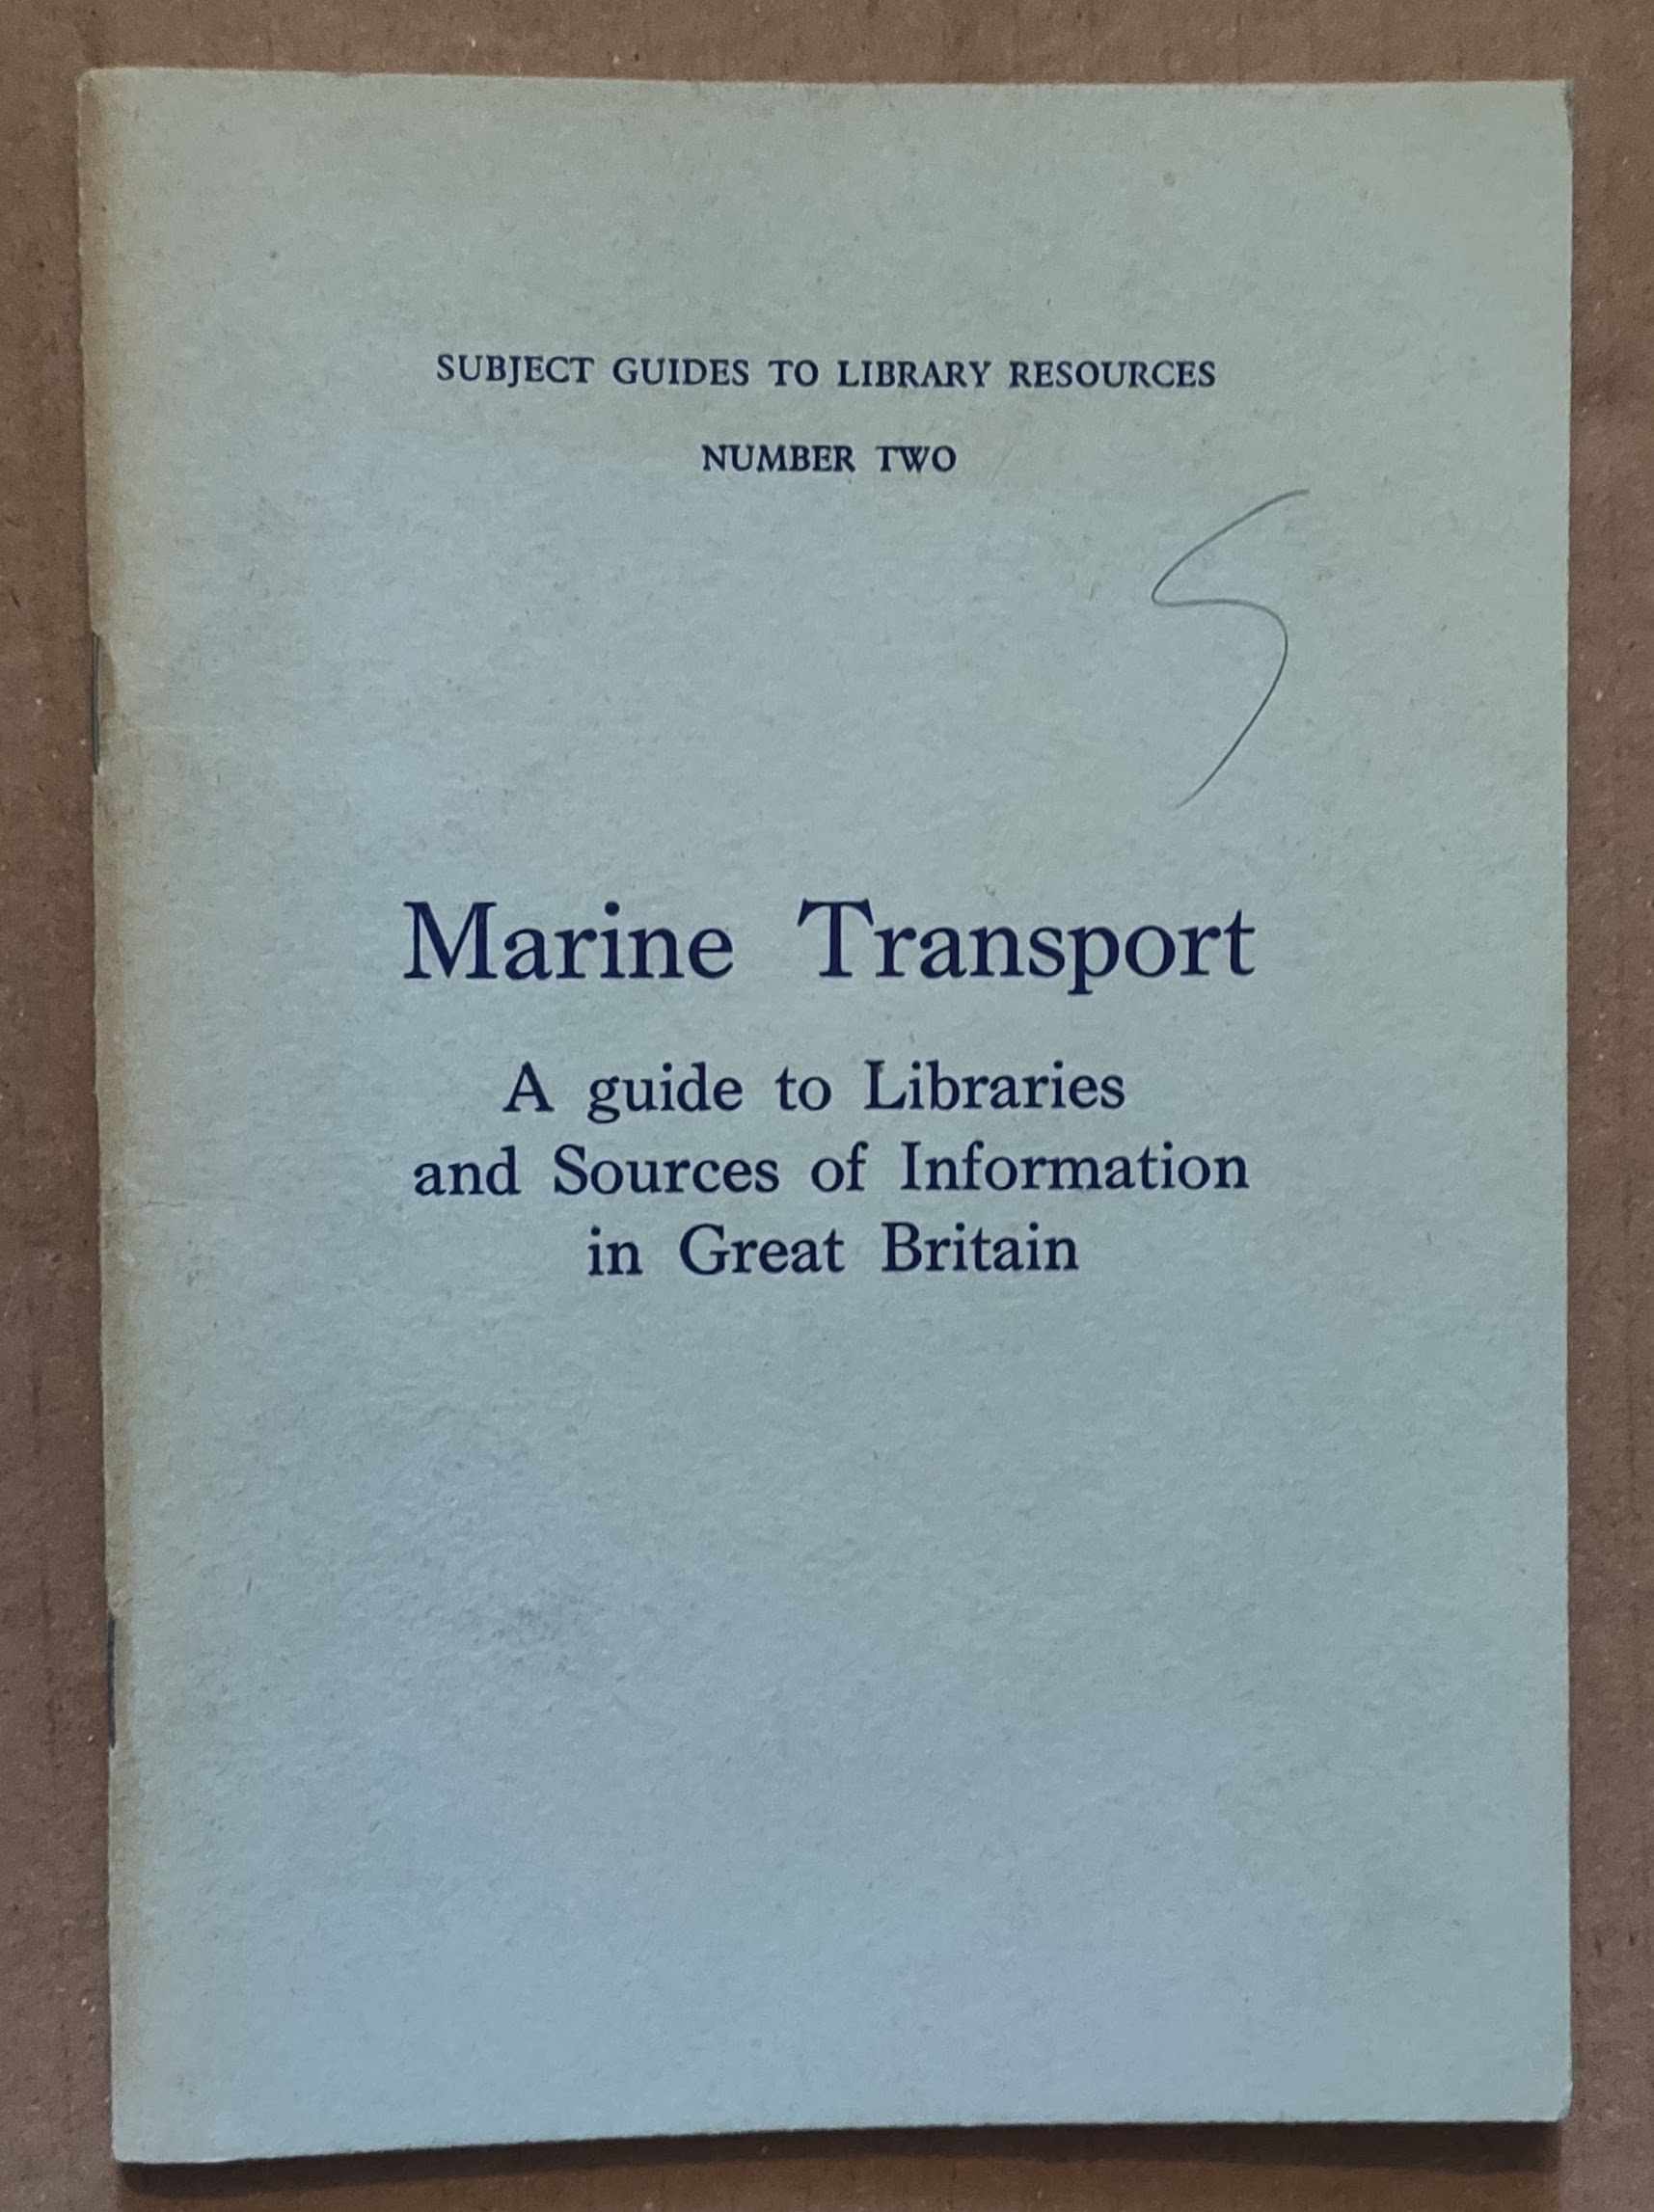 SUBJECT GUIDES TO LIBRARY RESOURCES
NUMBER TWO
Marine Transport
A guide to Libraries
and Sources of Information
in Great Britain